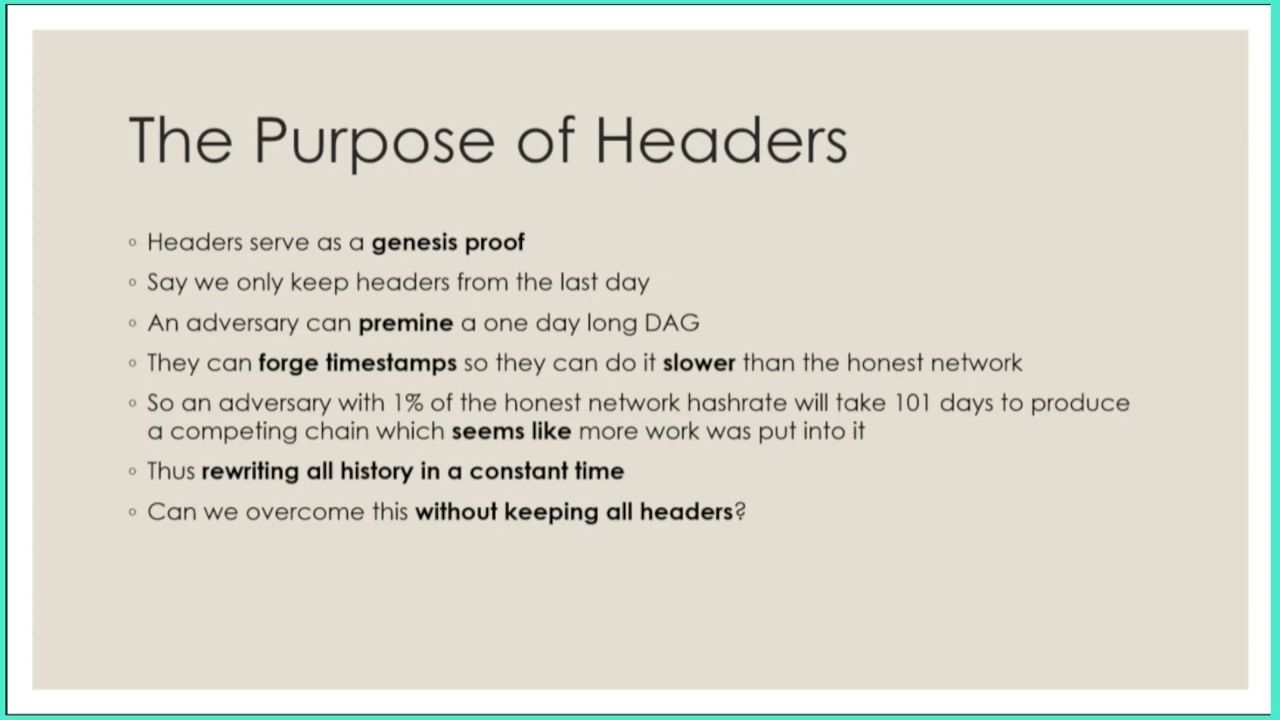 The Purpose of Headers
◦ Headers serve as a genesis proof
◦ Say we only keep headers from the last day
◦ An adversary can premine a one day long DAG
◦ They can forge timestamps so they can do it slower than the honest network
◦ So an adversary with 1% of the honest network hashrate will take 101 days to produce
a competing chain which seems like more work was put into it
◦ Thus rewriting all history in a constant time
◦ Can we overcome this without keeping all headers?